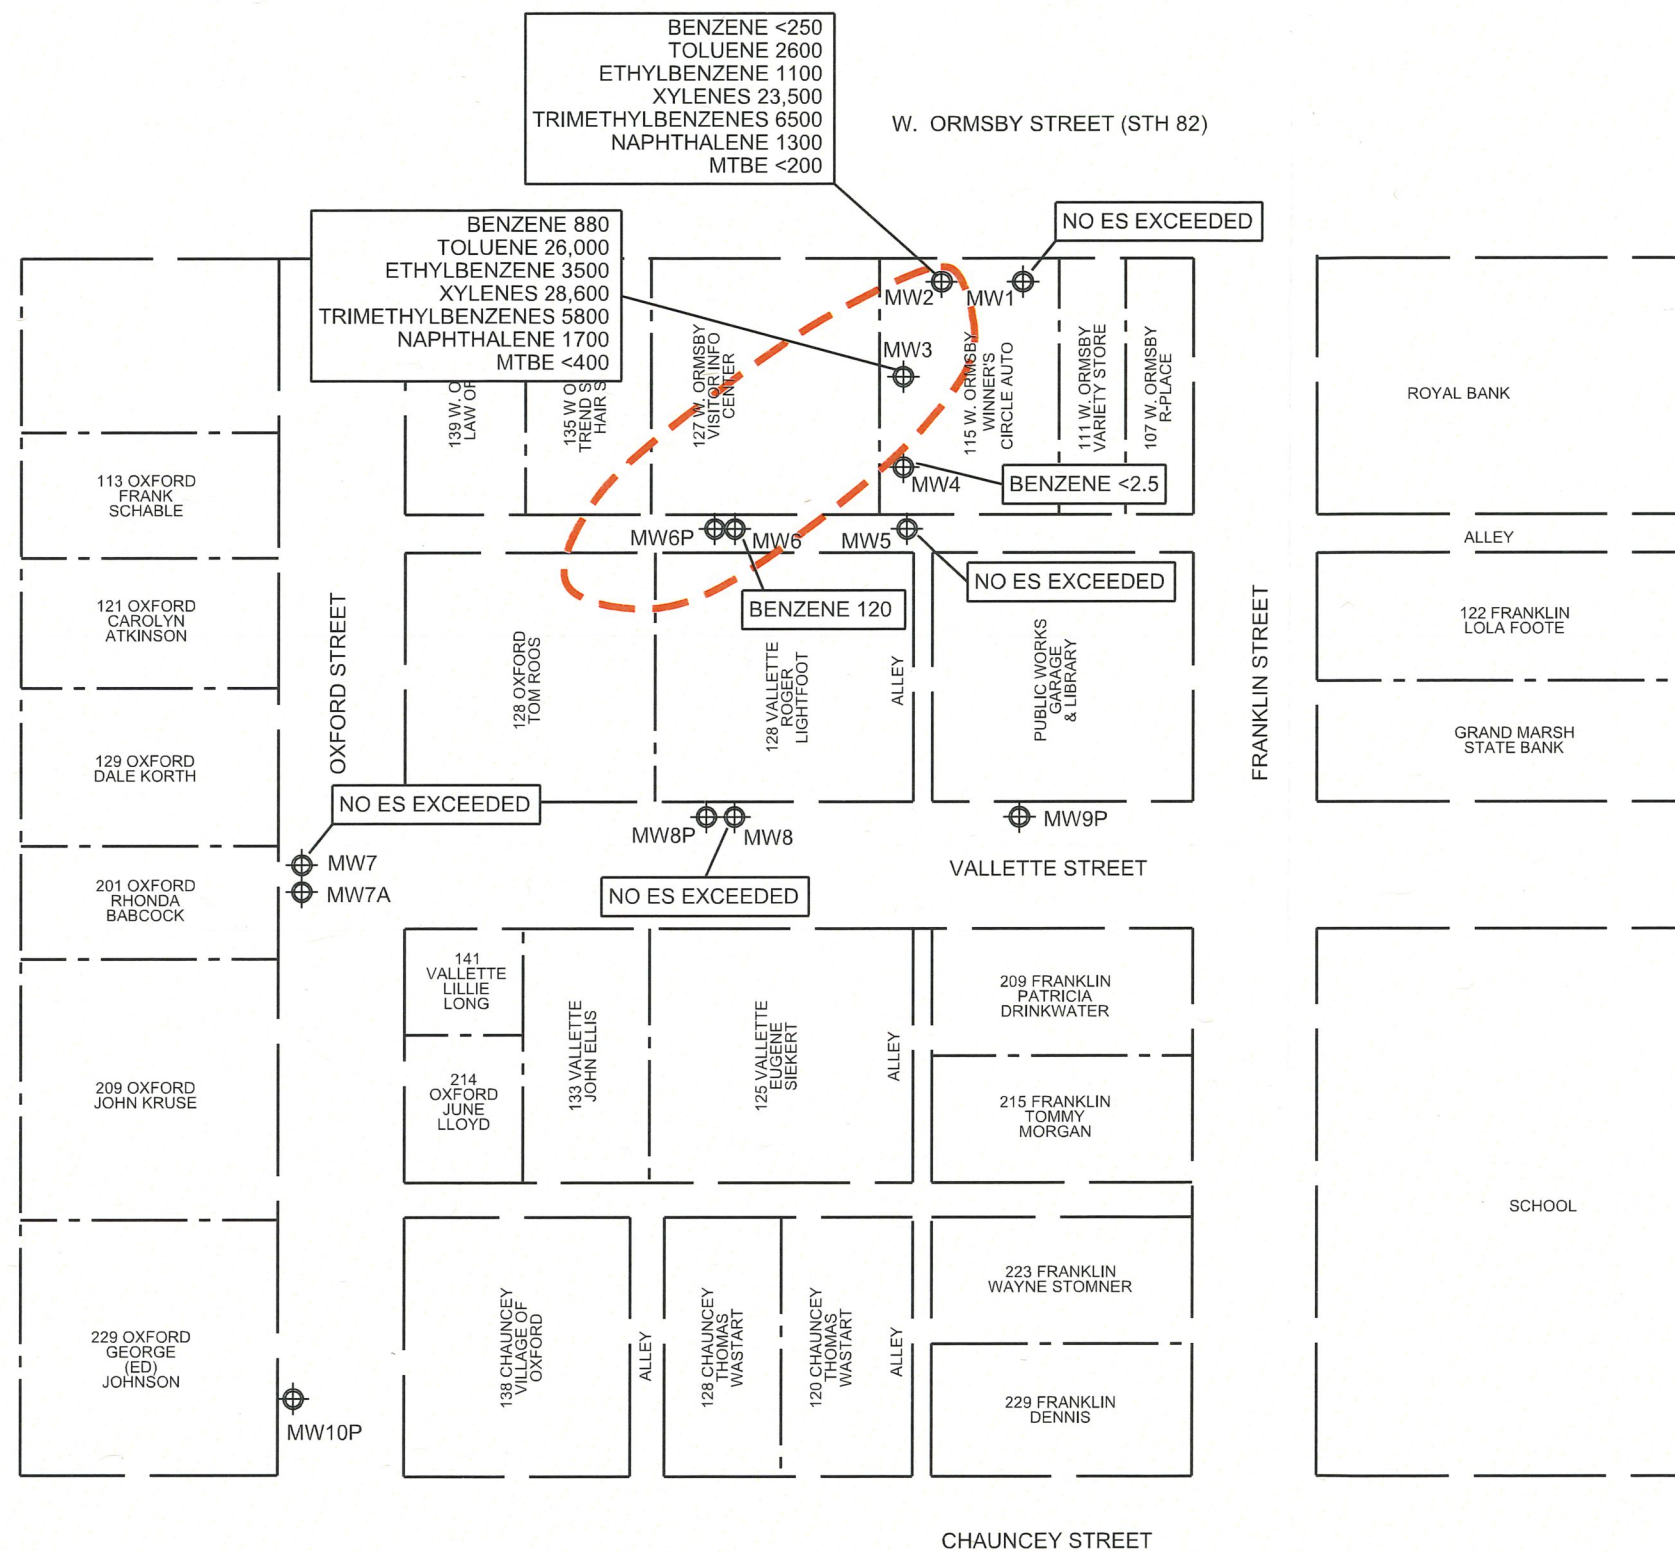 BENZENE <250
TOLUENE 2600
ETHYLBENZENE 1100
XYLENES 23,500
TRIMETHYLBENZENES 6500
NAPHTHALENE 1300
MTBE <200
W. ORMSBY STREET (STH 82)
NO ES EXCEEDED
BENZENE 880
TOLUENE 26,000
ETHYLBENZENE 3500
XYLENES 28,600
TRIMETHYLBENZENES 5800
NAPHTHALENE 1700
MTBE <400
MW2
MW1
MW3
139 W. O
LAW OF
135 W O
TREND S
HAIR S
127 W. ORMSBY
VISITOR INFO
CENTER
115 W. ORMSBY
WINNER'S
CIRCLE AUTO
111 W. ORMSBY
VARIETY STORE
107 W. ORMSBY
R-PLACE
ROYAL BANK
MW4
BENZENE <2.5
113 OXFORD
FRANK
SCHABLE
MW6P
MW6
MW5
ALLEY
NO ES EXCEEDED
BENZENE 120
121 OXFORD
CAROLYN
ATKINSON
OXFORD STREET
128 OXFORD
TOM ROOS
128 VALLETTE
ROGER
LIGHTFOOT
ALLEY
PUBLIC WORKS
GARAGE
& LIBRARY
FRANKLIN STREET
122 FRANKLIN
LOLA FOOTE
GRAND MARSH
STATE BANK
129 OXFORD
DALE KORTH
NO ES EXCEEDED
MW8P
MW8
MW9P
MW7
MW7A
NO ES EXCEEDED
VALLETTE STREET
201 OXFORD
RHONDA
BABCOCK
141
VALLETTE
LILLIE
LONG
133 VALLETTE
JOHN ELLIS
125 VALLETTE
EUGENE
SIEKERT
ALLEY
209 FRANKLIN
PATRICIA
DRINKWATER
209 OXFORD
JOHN KRUSE
214
OXFORD
JUNE
LLOYD
215 FRANKLIN
TOMMY
MORGAN
SCHOOL
229 OXFORD
GEORGE
(ED)
JOHNSON
MW10P
138 CHAUNCEY
VILLAGE OF
OXFORD
ALLEY
128 CHAUNCEY
THOMAS
WASTART
120 CHAUNCEY
THOMAS
WASTART
ALLEY
223 FRANKLIN
WAYNE STOMNER
229 FRANKLIN
DENNIS
CHAUNCEY STREET